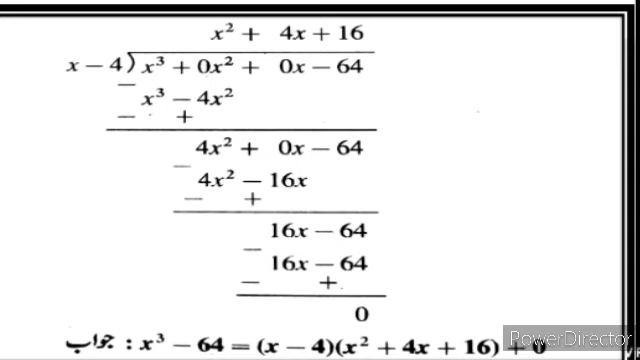 x² + 4x + 16
x − 4) x³ + 0x² + 0x − 64
− x³ − 4x²
− +
4x² + 0x − 64
− 4x² − 16x
− +
16x − 64
− 16x − 64
− +
0
جواب : x³ − 64 = (x − 4)(x² + 4x + 16) + 0
PowerDirector